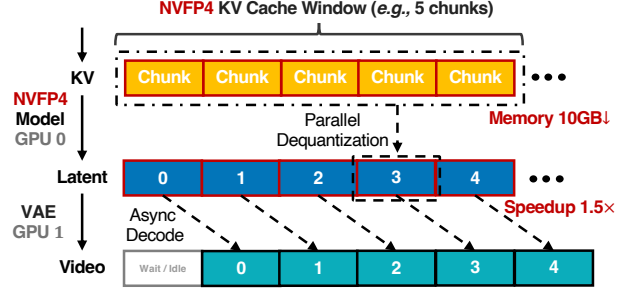 NVFP4 KV Cache Window (e.g., 5 chunks)
KV
Chunk Chunk Chunk Chunk Chunk
NVFP4
Model
GPU 0
Parallel
Dequantization
Memory 10GB↓
Latent
0 1 2 3 4
Speedup 1.5×
VAE
GPU 1
Async
Decode
Video
Wait / Idle
0 1 2 3 4